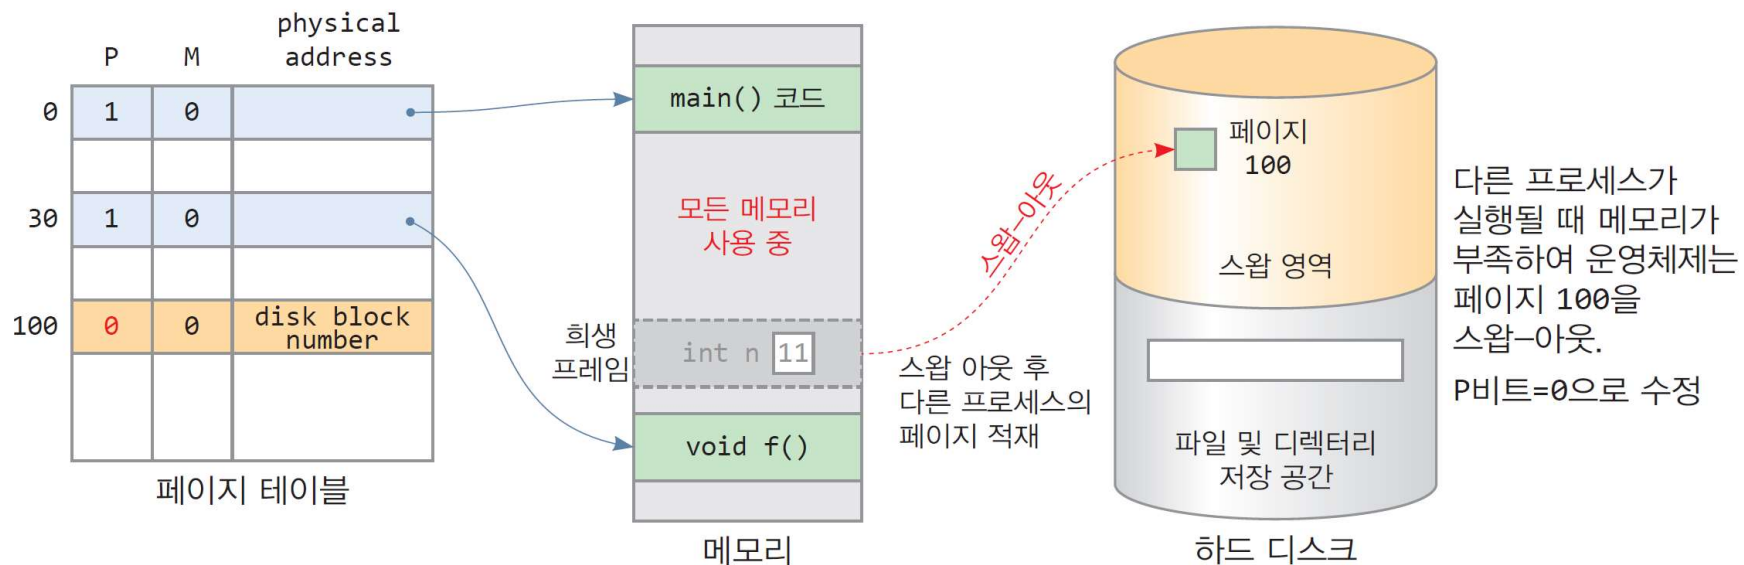 physical
P M address
0 1 0
30 1 0
100 0 0 disk block
number
페이지 테이블
main() 코드
모든 메모리
사용 중
희생
프레임
int n 11
void f()
메모리
스왑-아웃
스왑 아웃 후
다른 프로세스의
페이지 적재
페이지
100
스왑 영역
파일 및 디렉터리
저장 공간
하드 디스크
다른 프로세스가
실행될 때 메모리가
부족하여 운영체제는
페이지 100을
스왑-아웃.
P비트=0으로 수정